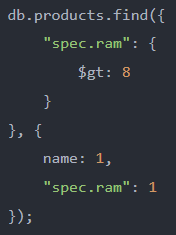 db.products.find({
    "spec.ram": {
        $gt: 8
    }
}, {
    name: 1,
    "spec.ram": 1
});